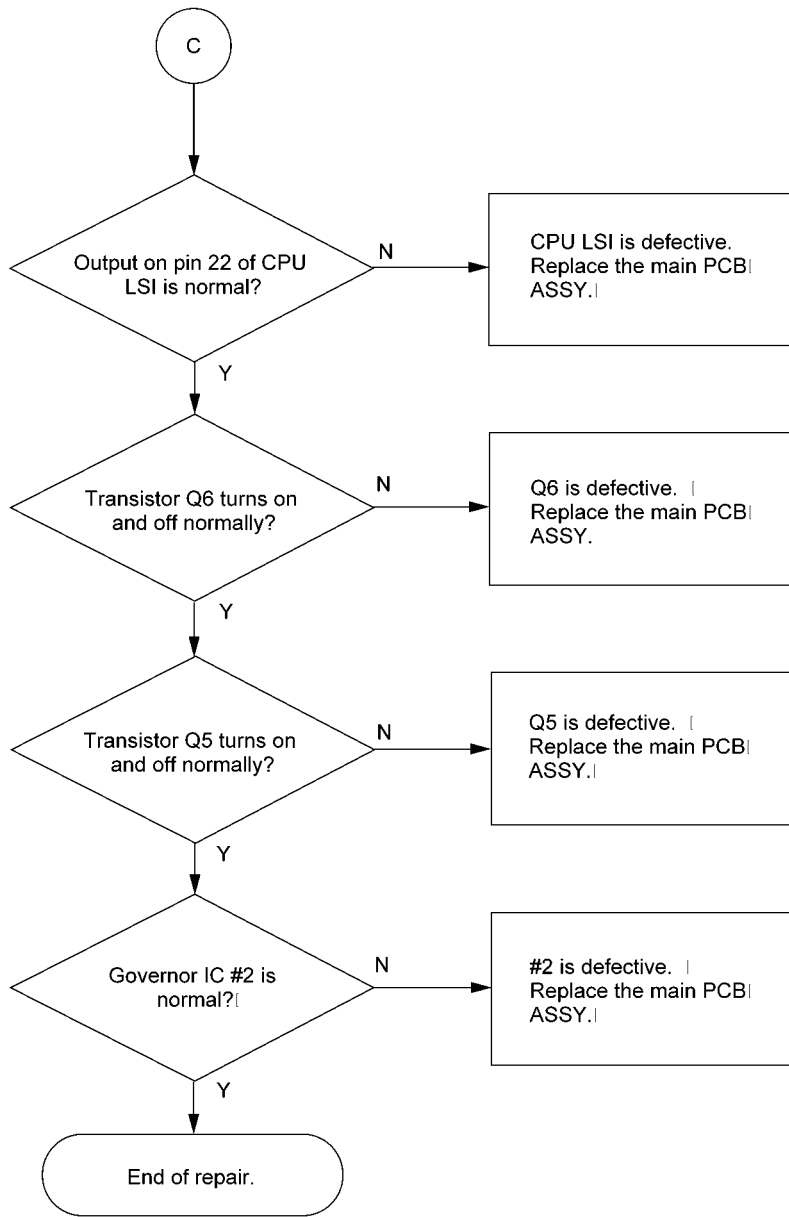 C
Output on pin 22 of CPU
LSI is normal?
N
CPU LSI is defective.
Replace the main PCB
ASSY.
Y
Transistor Q6 turns on
and off normally?
N
Q6 is defective.
Replace the main PCB
ASSY.
Y
Transistor Q5 turns on
and off normally?
N
Q5 is defective.
Replace the main PCB
ASSY.
Y
Governor IC #2 is
normal?
N
#2 is defective.
Replace the main PCB
ASSY.
Y
End of repair.